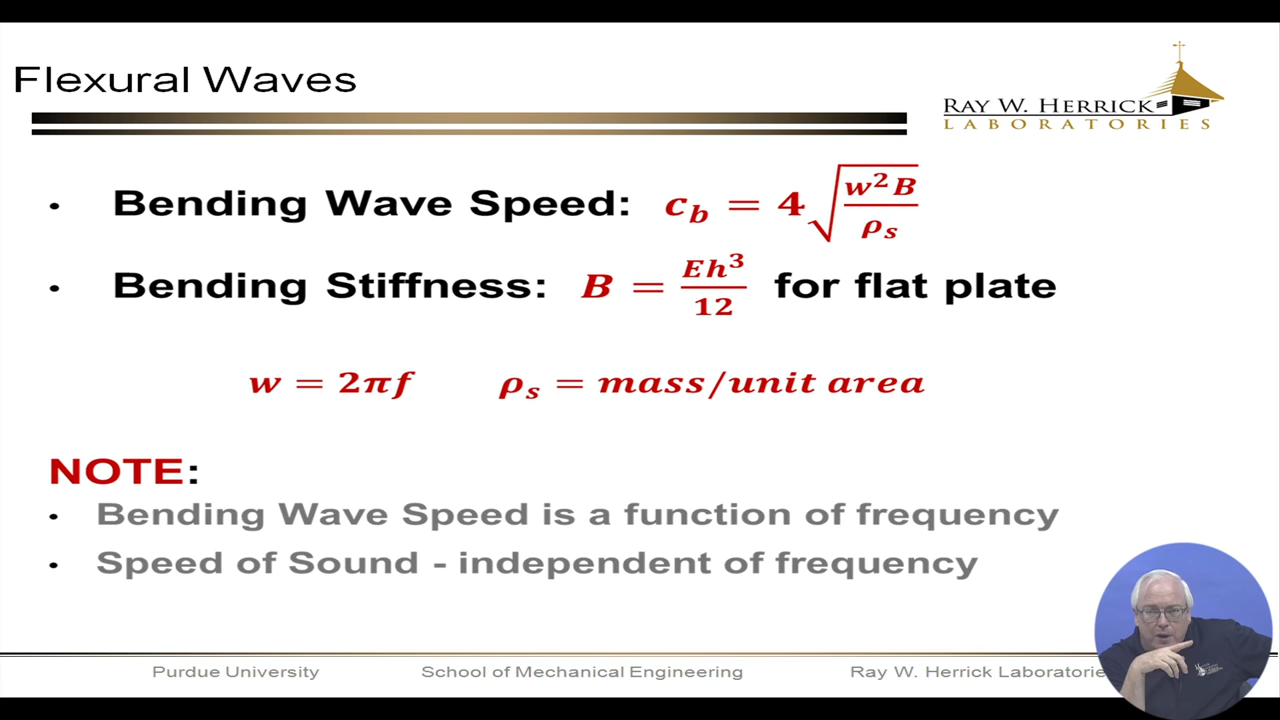 Flexural Waves
RAY W. HERRICK
LABORATORIES
• Bending Wave Speed: c_b = 4√(w²B/ρ_s)
• Bending Stiffness: B = Eh³/12 for flat plate
w = 2πf ρ_s = mass/unit area
NOTE:
• Bending Wave Speed is a function of frequency
• Speed of Sound - independent of frequency
Purdue University School of Mechanical Engineering Ray W. Herrick Laboratorie